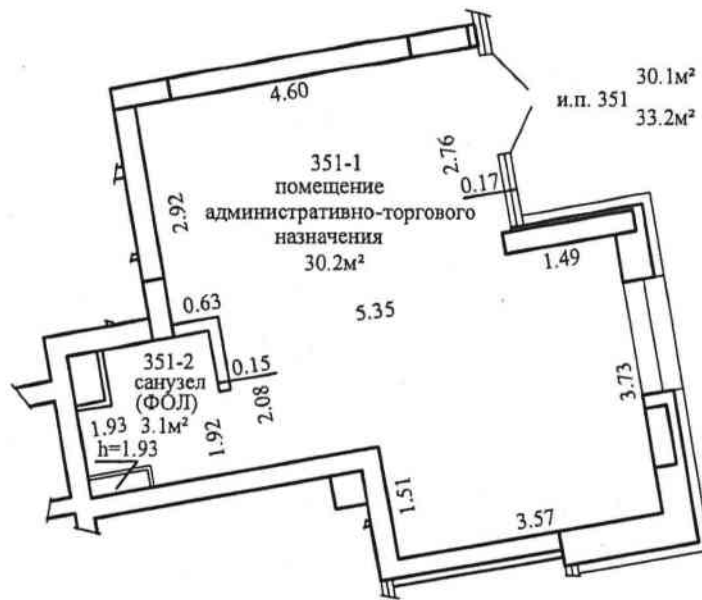 30.1м²
и.п. 351
33.2м²
4.60
2.76
0.17
351-1
помещение
административно-торгового
назначения
30.2м²
2.92
1.49
0.63
5.35
351-2
санузел
(ФОЛ)
3.1м²
0.15
2.08
1.92
1.93
h=1.93
3.73
1.51
3.57